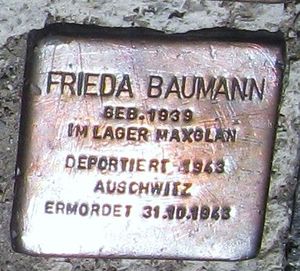 FRIEDA BAUMANN
GEB. 1939
IM LAGER MAXGLAN
DEPORTIERT 1943
AUSCHWITZ
ERMORDET 31.10.1943